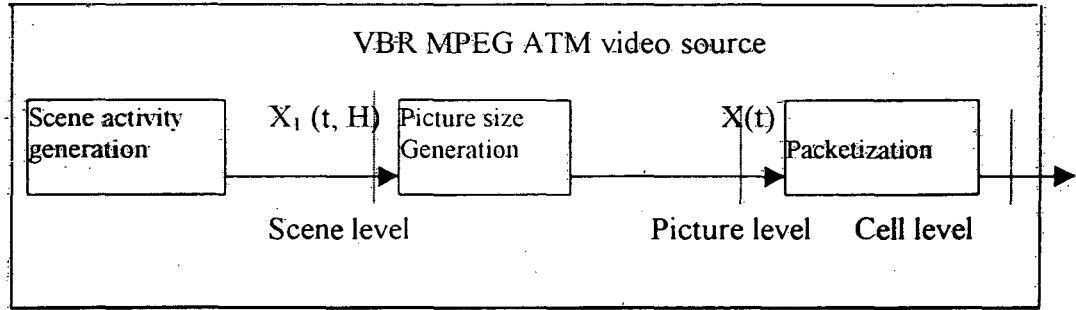 VBR MPEG ATM video source
Scene activity
generation
X₁ (t, H)
Picture size
Generation
X(t)
Packetization
Scene level
Picture level
Cell level